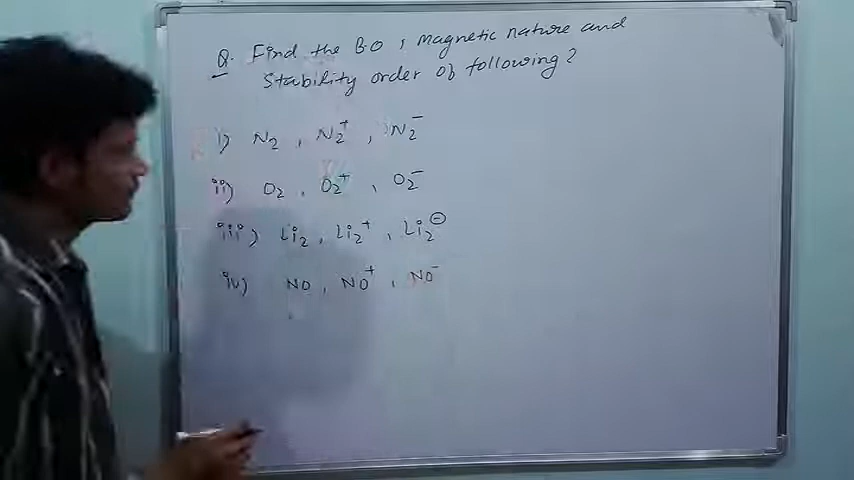 Q. Find the B.O, Magnetic nature and
Stability order of following?
i) N₂, N₂⁺, N₂⁻
ii) O₂, O₂⁺, O₂⁻
iii) Li₂, Li₂⁺, Li₂⊖
iv) NO, NO⁺, NO⁻